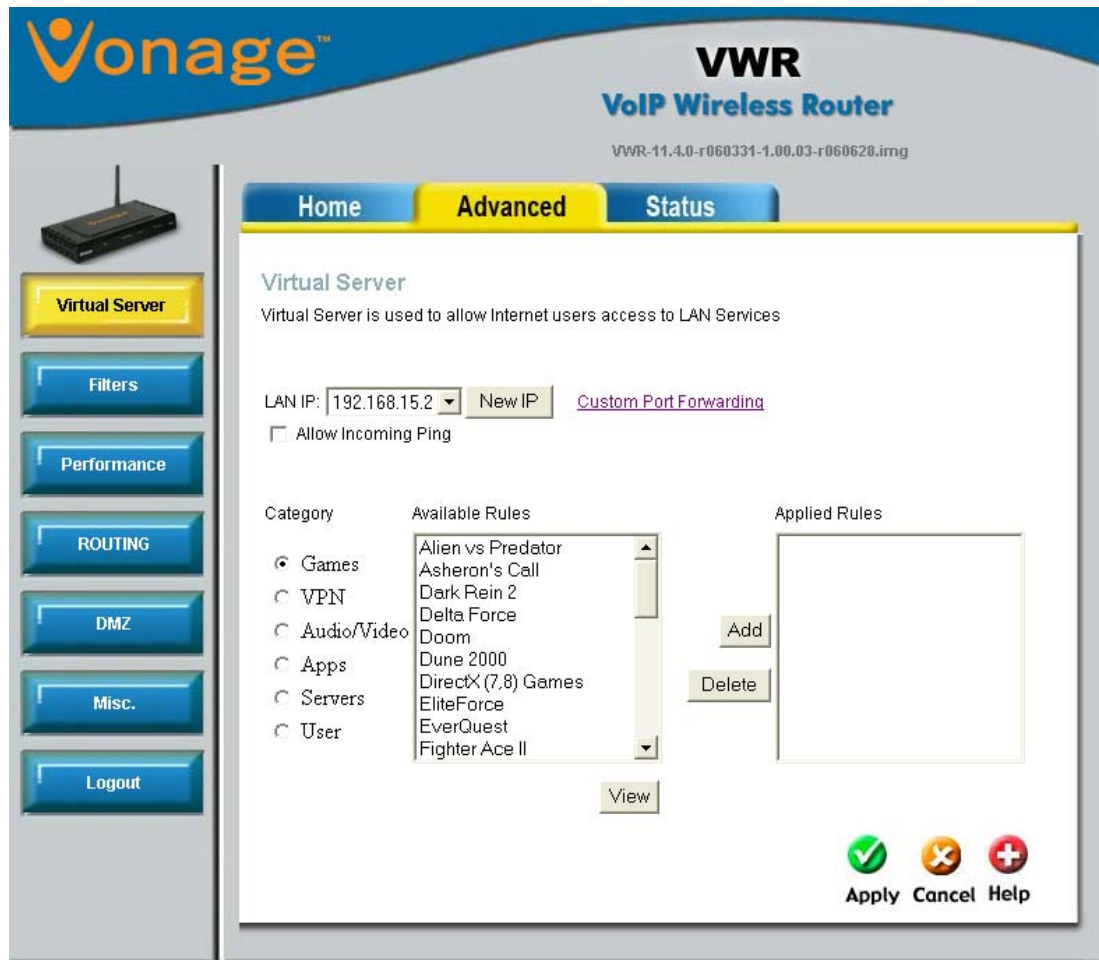 Vonage™
VWR
VoIP Wireless Router
VWR-11.4.0-r060331-1.00.03-r060628.img
Home
Advanced
Status
Virtual Server
Filters
Performance
ROUTING
DMZ
Misc.
Logout
Virtual Server
Virtual Server is used to allow Internet users access to LAN Services
LAN IP: 192.168.15.2 New IP Custom Port Forwarding
Allow Incoming Ping
Category
Games
VPN
Audio/Video
Apps
Servers
User
Available Rules
Alien vs Predator
Asheron's Call
Dark Rein 2
Delta Force
Doom
Dune 2000
DirectX (7,8) Games
EliteForce
EverQuest
Fighter Ace II
View
Add
Delete
Applied Rules
Apply Cancel Help